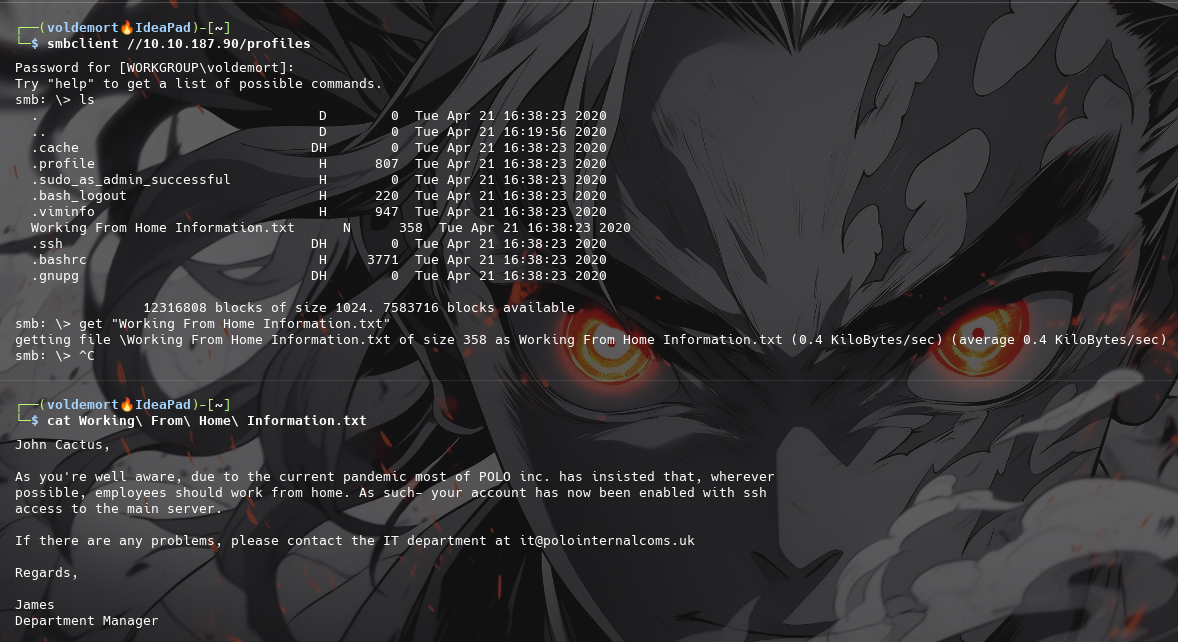 ┌──(voldemort🔥IdeaPad)-[~]
└─$ smbclient //10.10.187.90/profiles
Password for [WORKGROUP\voldemort]:
Try "help" to get a list of possible commands.
smb: \> ls
  .                                   D        0  Tue Apr 21 16:38:23 2020
  ..                                  D        0  Tue Apr 21 16:19:56 2020
  .cache                             DH        0  Tue Apr 21 16:38:23 2020
  .profile                            H      807  Tue Apr 21 16:38:23 2020
  .sudo_as_admin_successful           H        0  Tue Apr 21 16:38:23 2020
  .bash_logout                        H      220  Tue Apr 21 16:38:23 2020
  .viminfo                            H      947  Tue Apr 21 16:38:23 2020
  Working From Home Information.txt      N      358  Tue Apr 21 16:38:23 2020
  .ssh                               DH        0  Tue Apr 21 16:38:23 2020
  .bashrc                             H     3771  Tue Apr 21 16:38:23 2020
  .gnupg                             DH        0  Tue Apr 21 16:38:23 2020
                12316808 blocks of size 1024. 7583716 blocks available
smb: \> get "Working From Home Information.txt"
getting file \Working From Home Information.txt of size 358 as Working From Home Information.txt (0.4 KiloBytes/sec) (average 0.4 KiloBytes/sec)
smb: \> ^C
┌──(voldemort🔥IdeaPad)-[~]
└─$ cat Working\ From\ Home\ Information.txt
John Cactus,
As you're well aware, due to the current pandemic most of POLO inc. has insisted that, wherever
possible, employees should work from home. As such- your account has now been enabled with ssh
access to the main server.
If there are any problems, please contact the IT department at it@polointernalcoms.uk
Regards,
James
Department Manager